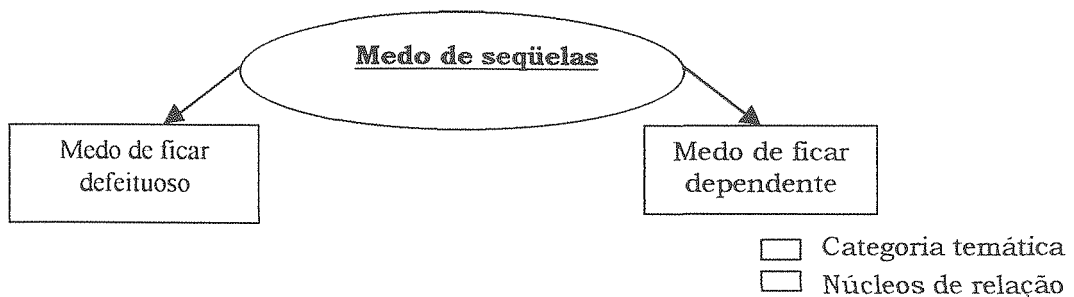 Medo de seqüelas
Medo de ficar
defeituoso
Medo de ficar
dependente
Categoria temática
Núcleos de relação